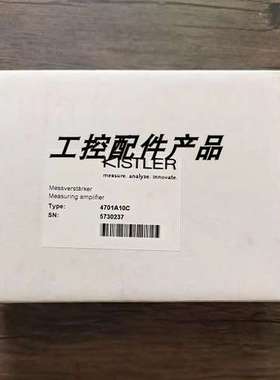 工控配件产品
KISTLER
measure. analyze. innovate.
Messverstärker
Measuring amplifier
Type: 4701A10C
SN: 5730237